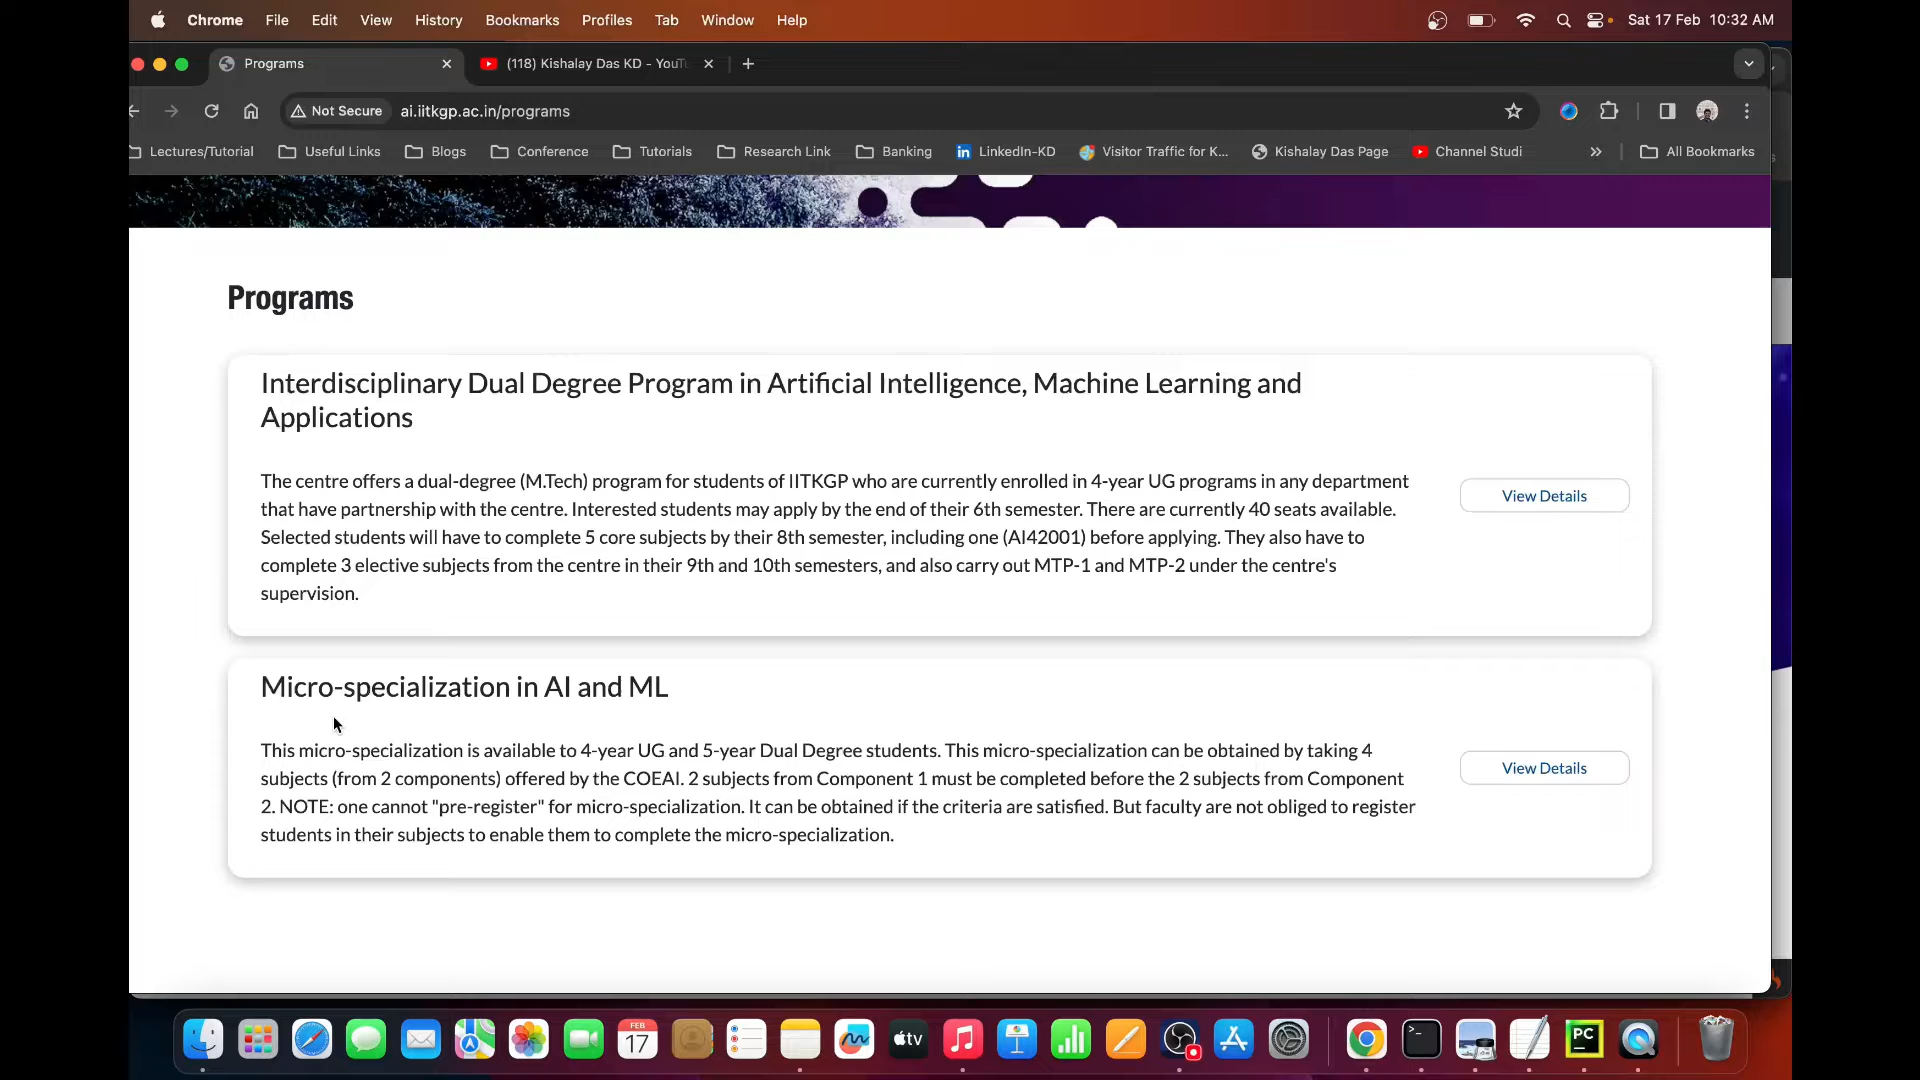 Chrome File Edit View History Bookmarks Profiles Tab Window Help Sat 17 Feb 10:32 AM
Programs (118) Kishalay Das KD - YouT
Not Secure ai.iitkgp.ac.in/programs
Lectures/Tutorial Useful Links Blogs Conference Tutorials Research Link Banking LinkedIn-KD Visitor Traffic for K... Kishalay Das Page Channel Studi » All Bookmarks
Programs
Interdisciplinary Dual Degree Program in Artificial Intelligence, Machine Learning and
Applications
The centre offers a dual-degree (M.Tech) program for students of IITKGP who are currently enrolled in 4-year UG programs in any department
that have partnership with the centre. Interested students may apply by the end of their 6th semester. There are currently 40 seats available.
Selected students will have to complete 5 core subjects by their 8th semester, including one (AI42001) before applying. They also have to
complete 3 elective subjects from the centre in their 9th and 10th semesters, and also carry out MTP-1 and MTP-2 under the centre's
supervision.
View Details
Micro-specialization in AI and ML
This micro-specialization is available to 4-year UG and 5-year Dual Degree students. This micro-specialization can be obtained by taking 4
subjects (from 2 components) offered by the COEAI. 2 subjects from Component 1 must be completed before the 2 subjects from Component
2. NOTE: one cannot "pre-register" for micro-specialization. It can be obtained if the criteria are satisfied. But faculty are not obliged to register
students in their subjects to enable them to complete the micro-specialization.
View Details
FEB
17
tv
PC